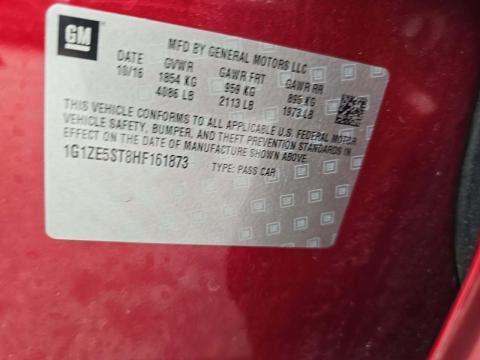 GM
MFD BY GENERAL MOTORS LLC
DATE GVWR GAWR FRT GAWR RR
10/16 1854 KG 958 KG 895 KG
4086 LB 2113 LB 1973 LB
THIS VEHICLE CONFORMS TO ALL APPLICABLE U.S. FEDERAL MOTOR
VEHICLE SAFETY, BUMPER, AND THEFT PREVENTION STANDARDS IN
EFFECT ON THE DATE OF MANUFACTURE SHOWN ABOVE.
1G1ZE5ST8HF161873 TYPE: PASS CAR